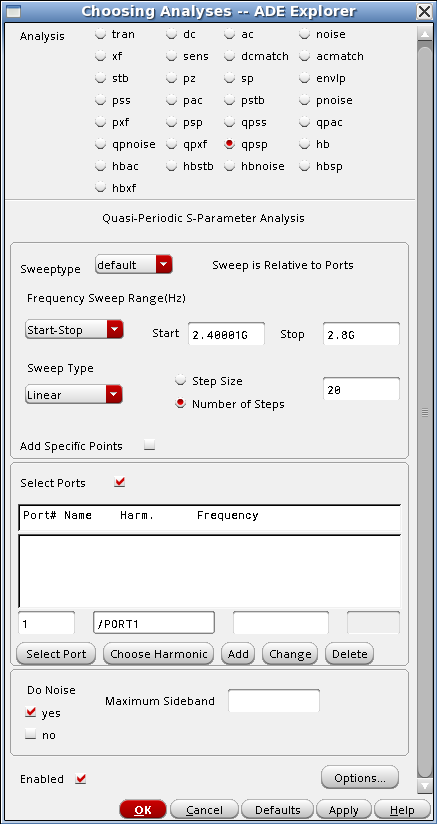 Choosing Analyses -- ADE Explorer
Analysis tran dc ac noise
xf sens dcmatch acmatch
stb pz sp envlp
pss pac pstb pnoise
pxf psp qpss qpac
qpnoise qpxf qpsp hb
hbac hbstb hbnoise hbsp
hbxf
Quasi-Periodic S-Parameter Analysis
Sweeptype default Sweep is Relative to Ports
Frequency Sweep Range(Hz)
Start-Stop Start 2.40001G Stop 2.8G
Sweep Type
Step Size
Linear 20
Number of Steps
Add Specific Points
Select Ports
Port# Name Harm. Frequency
1 /PORT1
Select Port Choose Harmonic Add Change Delete
Do Noise
Maximum Sideband
yes
no
Enabled
Options...
OK Cancel Defaults Apply Help